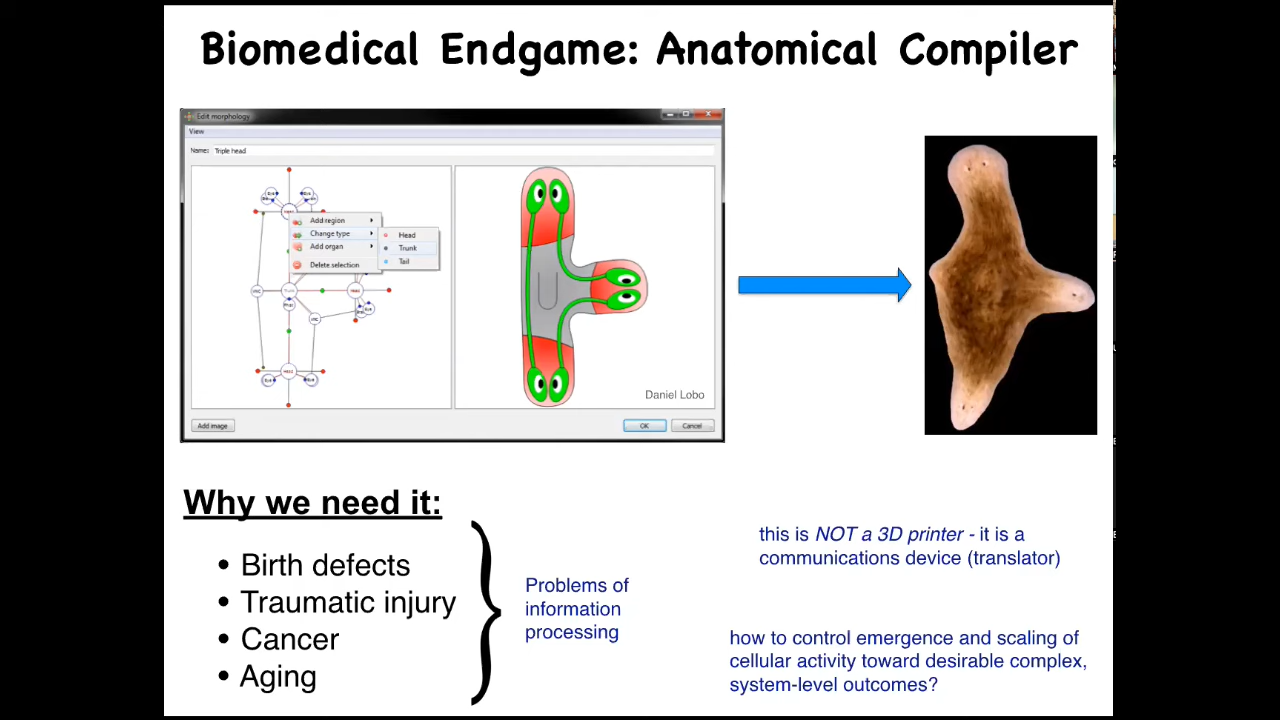 Biomedical Endgame: Anatomical Compiler
Edit morphology
View
Name: Triple head
Add region
Change type
Add organ
Delete selection
Head
Trunk
Tail
Daniel Lobo
Add image
OK
Cancel
Why we need it:
• Birth defects
• Traumatic injury
• Cancer
• Aging
Problems of
information
processing
this is NOT a 3D printer - it is a
communications device (translator)
how to control emergence and scaling of
cellular activity toward desirable complex,
system-level outcomes?